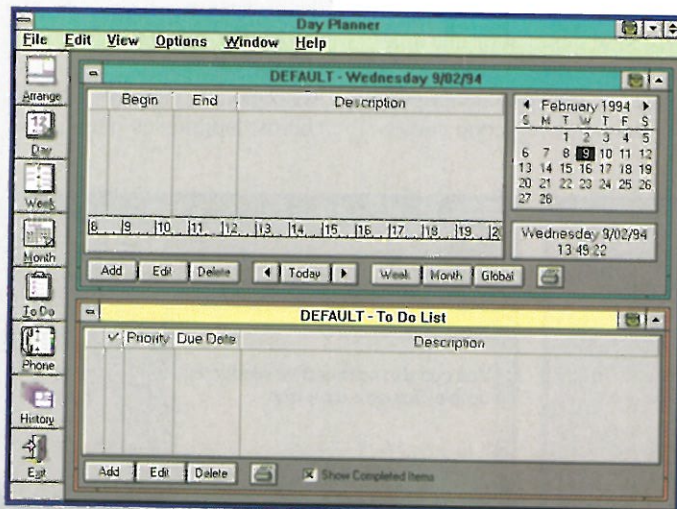 Day Planner
File Edit View Options Window Help
Arrange
Day
Week
Month
To Do
Phone
History
Exit
DEFAULT - Wednesday 9/02/94
Begin End Description
8 9 10 11 12 13 14 15 16 17 18 19 2
February 1994
S M T W T F S
1 2 3 4 5
6 7 8 9 10 11 12
13 14 15 16 17 18 19
20 21 22 23 24 25 26
27 28
Wednesday 9/02/94
13:49:22
Add Edit Delete Today Week Month Global
DEFAULT - To Do List
Priority Due Date Description
Add Edit Delete Show Completed Items